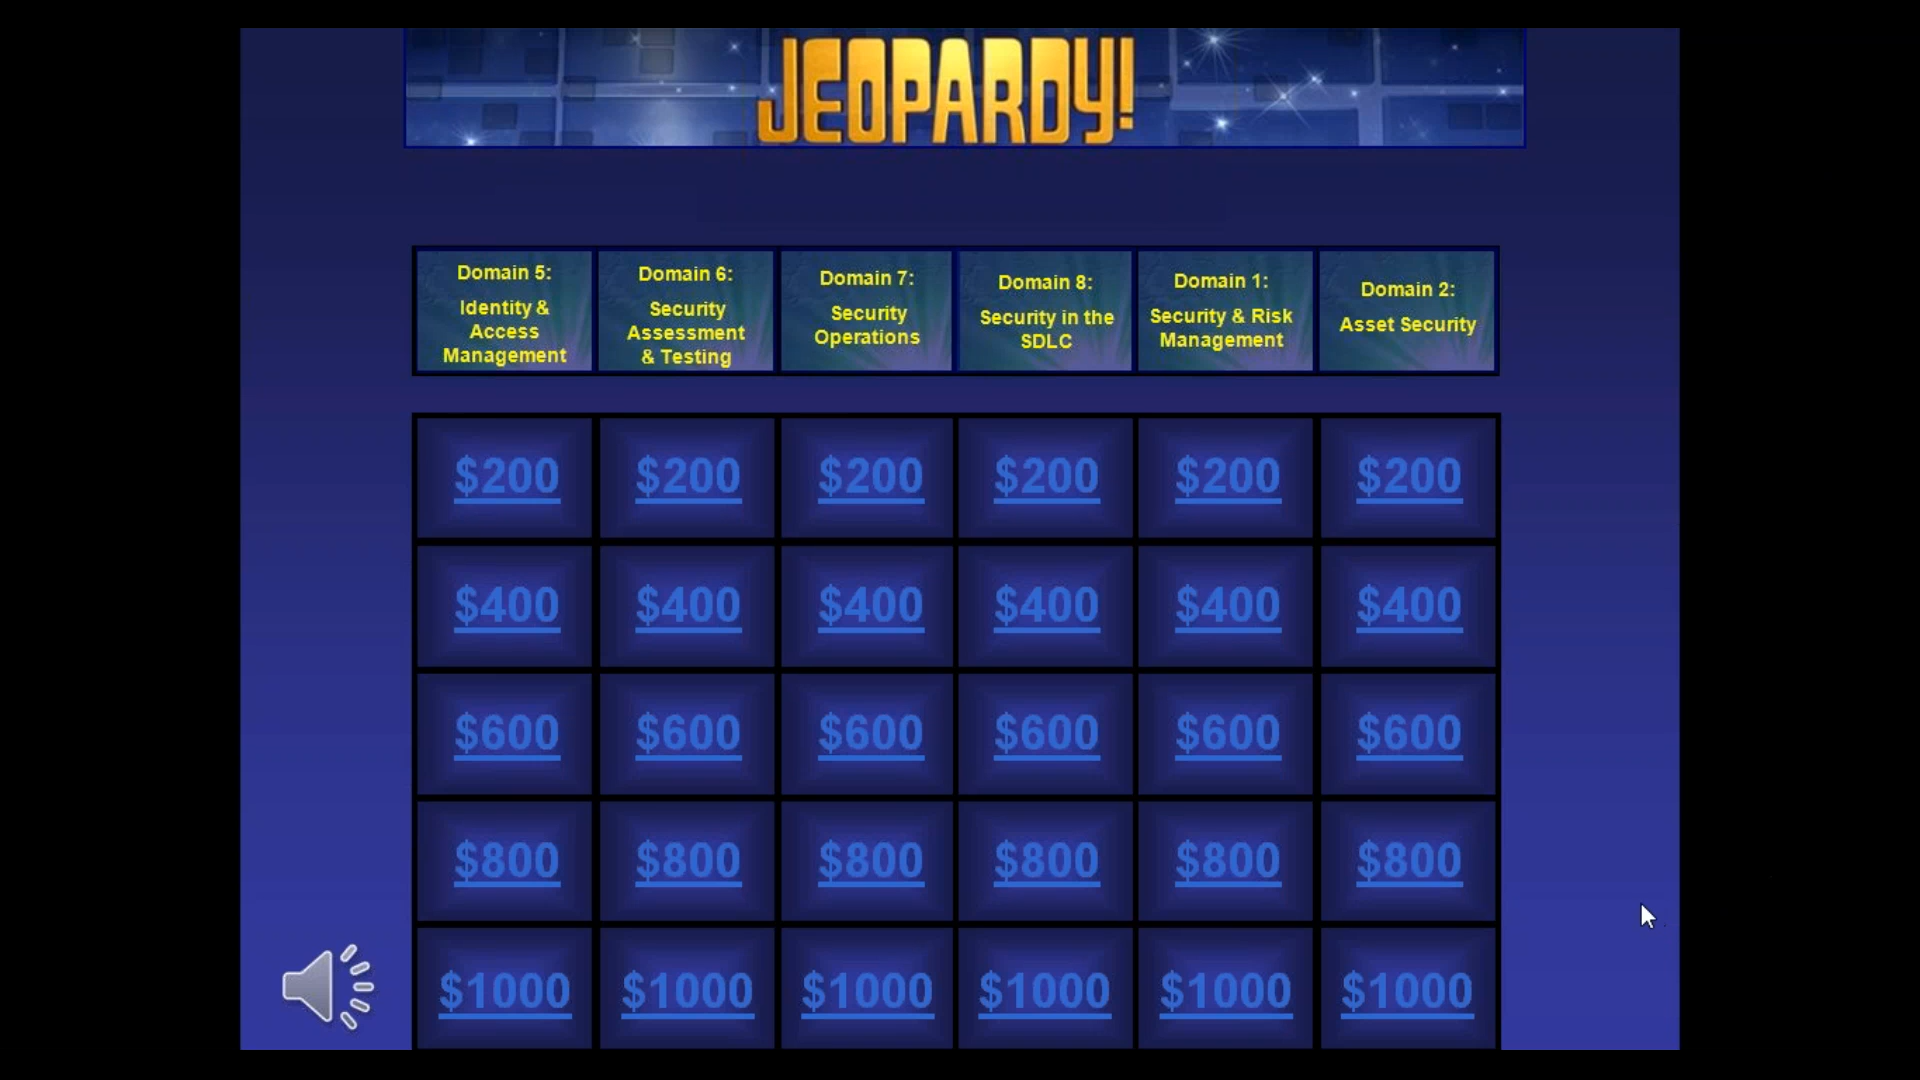 JEOPARDY!
Domain 5:
Identity &
Access
Management
Domain 6:
Security
Assessment
& Testing
Domain 7:
Security
Operations
Domain 8:
Security in the
SDLC
Domain 1:
Security & Risk
Management
Domain 2:
Asset Security
$200 $200 $200 $200 $200 $200
$400 $400 $400 $400 $400 $400
$600 $600 $600 $600 $600 $600
$800 $800 $800 $800 $800 $800
$1000 $1000 $1000 $1000 $1000 $1000